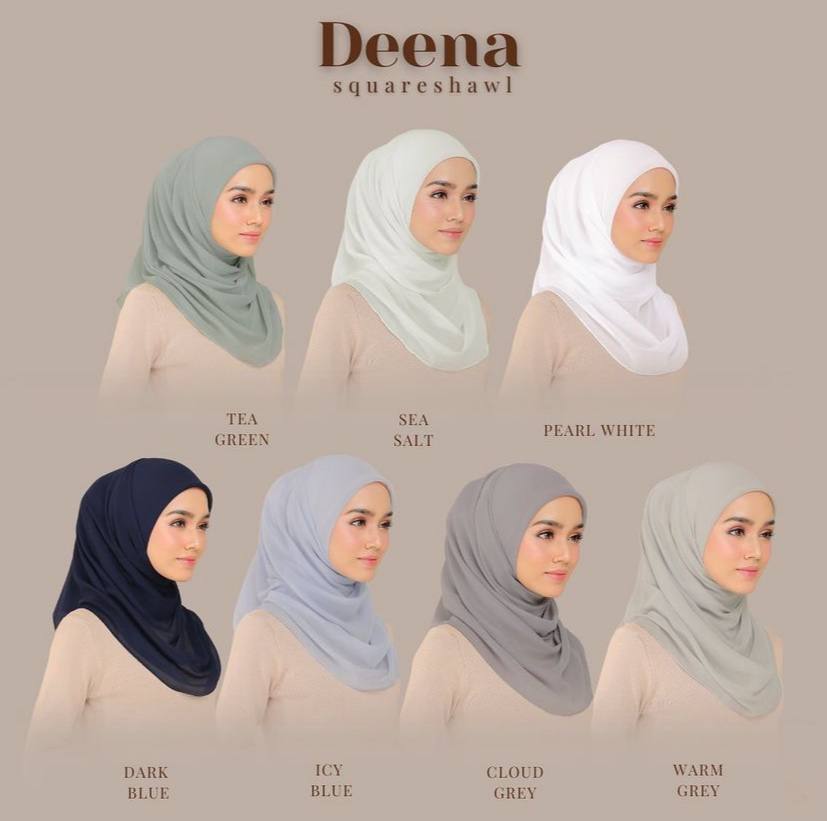 Deena
squareshawl
TEA
GREEN
SEA
SALT
PEARL WHITE
DARK
BLUE
ICY
BLUE
CLOUD
GREY
WARM
GREY